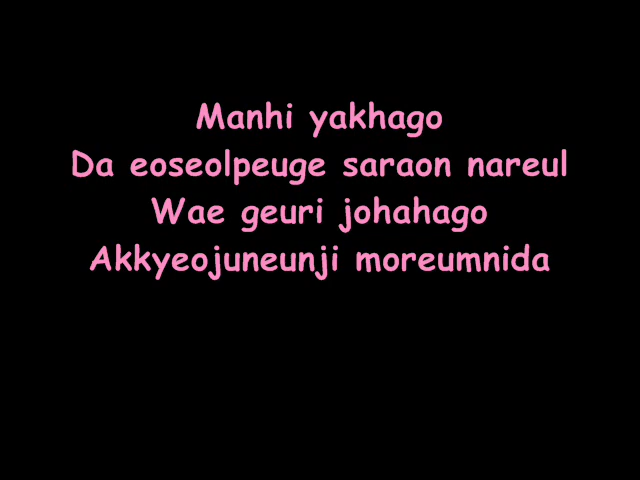 Manhi yakhago
Da eoseolpeuge saraon nareul
Wae geuri johahago
Akkyeojuneunji moreumnida